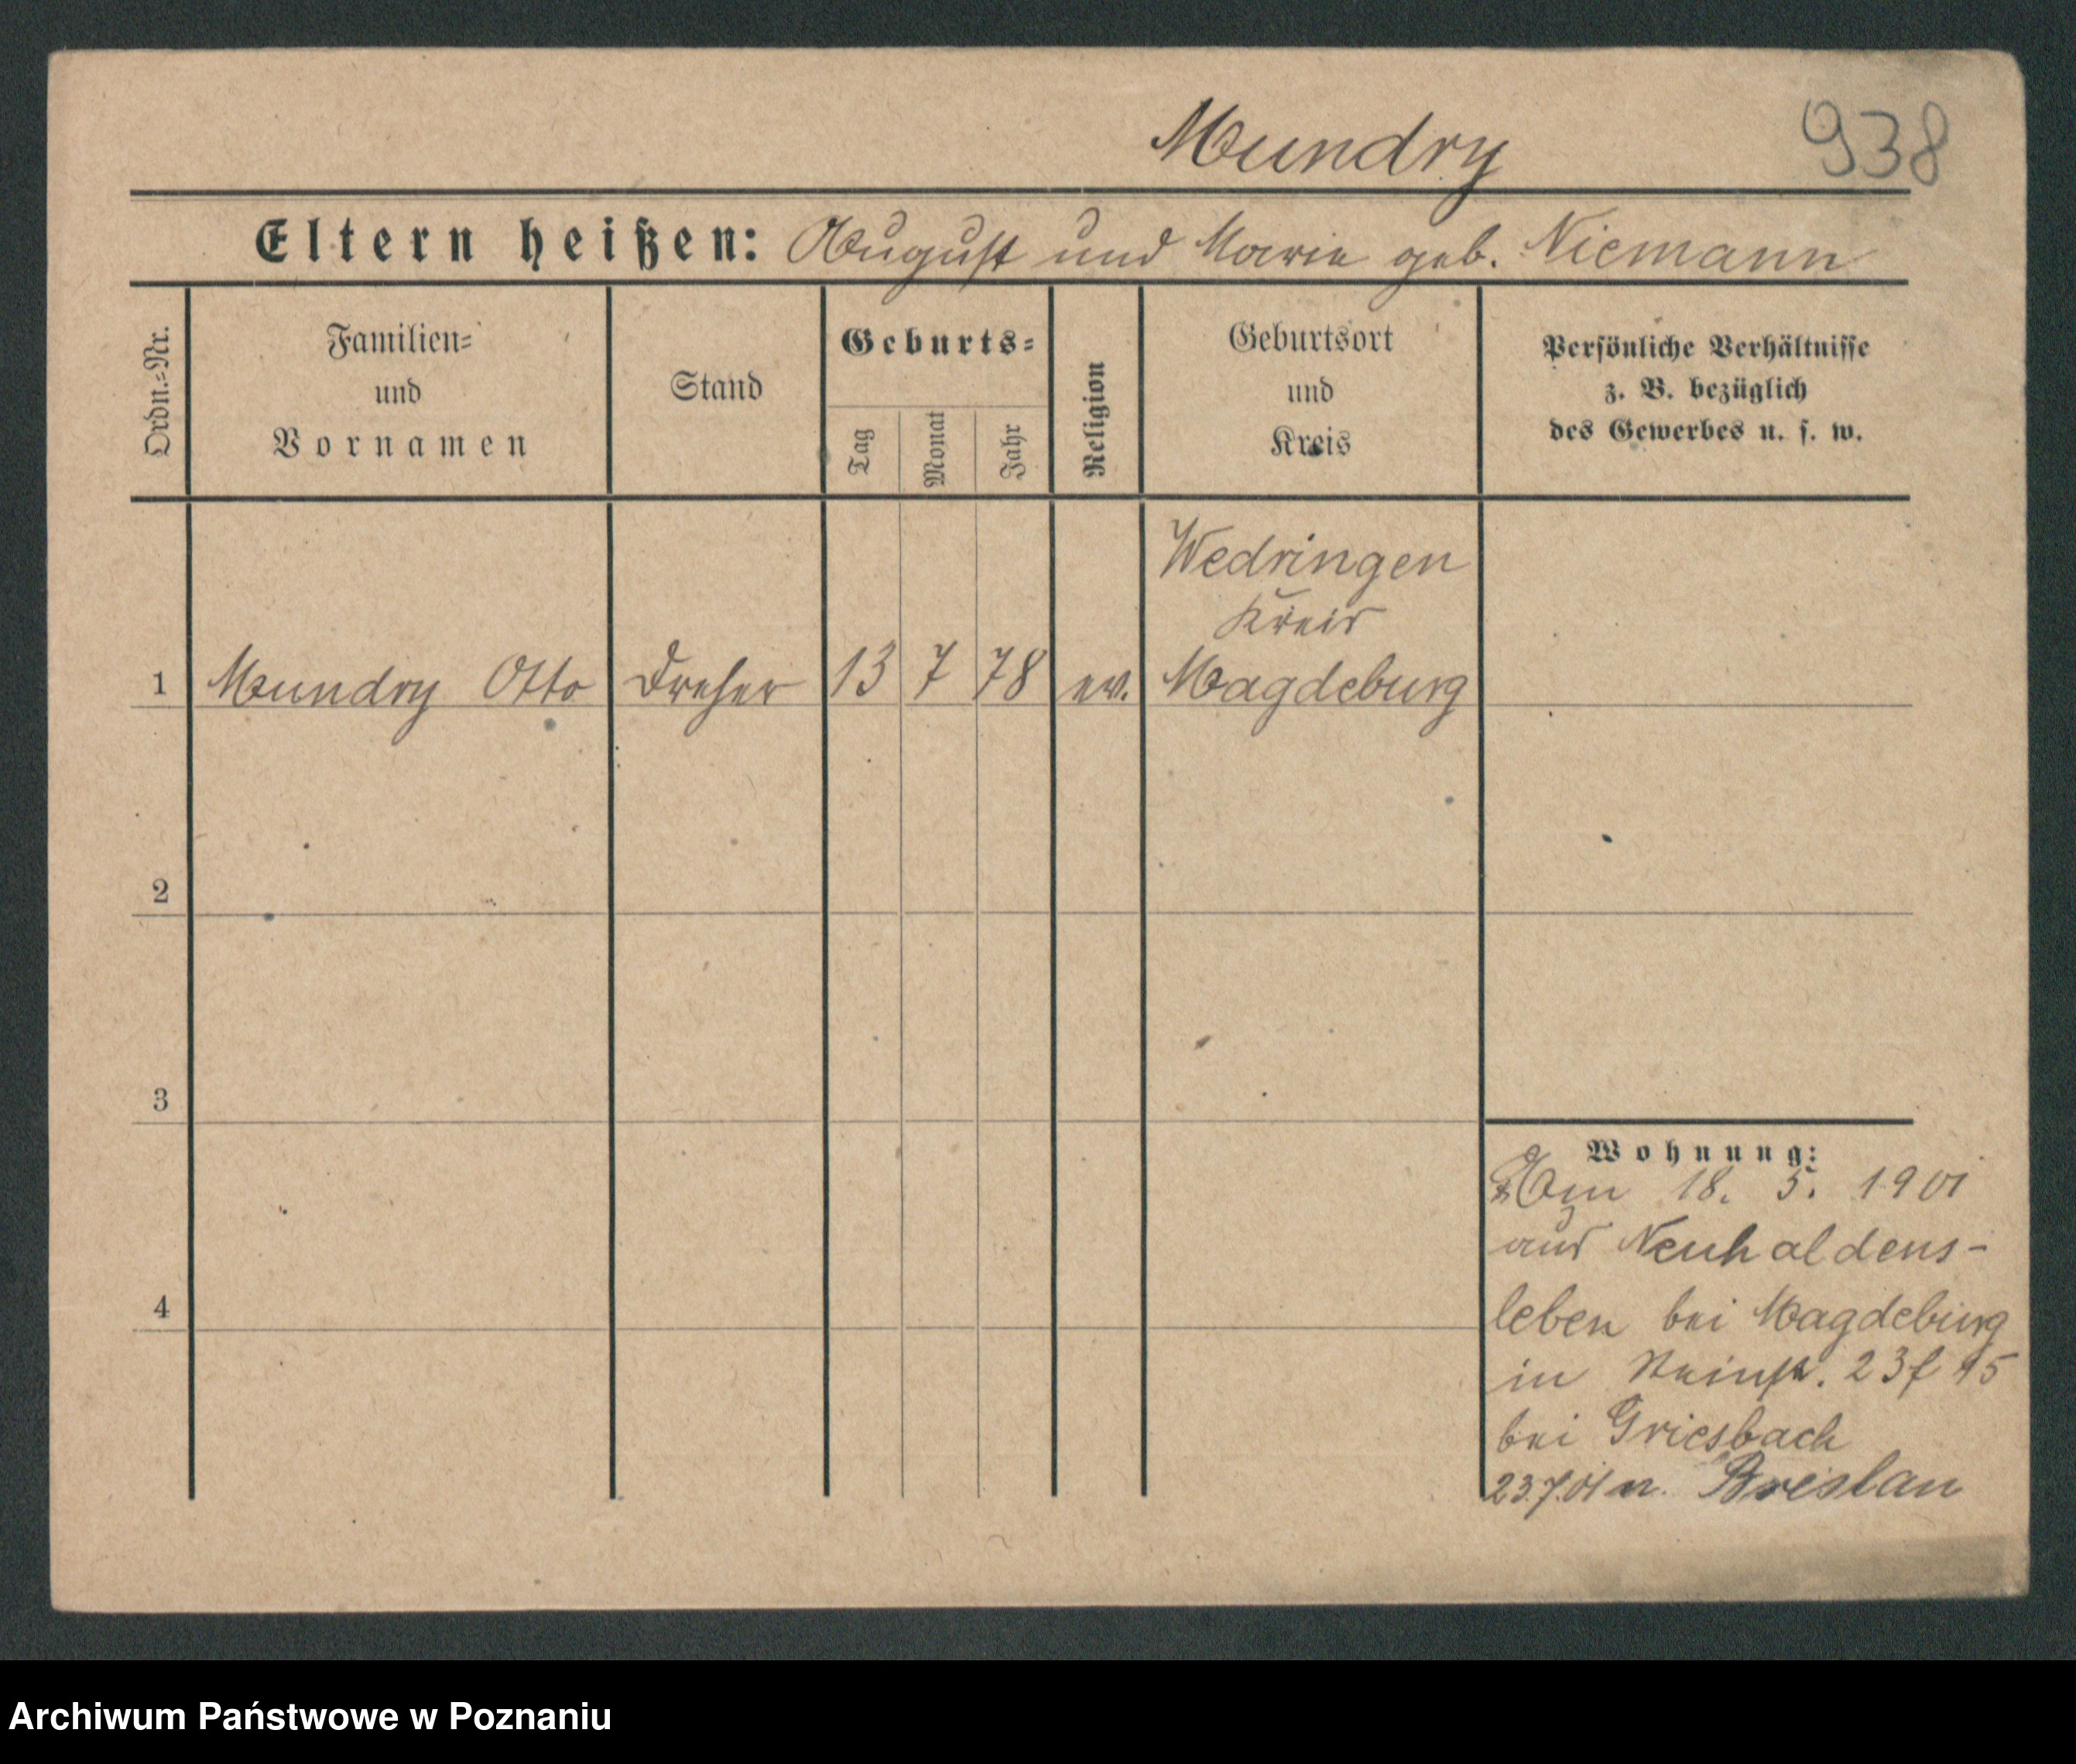 Mundry
938
Eltern heißen: August und Marie geb. Niemann
Ordn.=Nr.
Familien=
und
Vornamen
Stand
Geburts=
Tag
Monat
Jahr
Religion
Geburtsort
und
Kreis
Persönliche Verhältnisse
z. B. bezüglich
des Gewerbes u. s. w.
Wedringen
Kreis
1 Mundry Otto Dreher 13 7 78 ev. Magdeburg
2
3
4
Wohnung:
Am 18. 5. 1901
aus Neuhaldens-
leben bei Magdeburg
in 23
bei Griesbach
23.7.01 n. Breslau
Archiwum Państwowe w Poznaniu